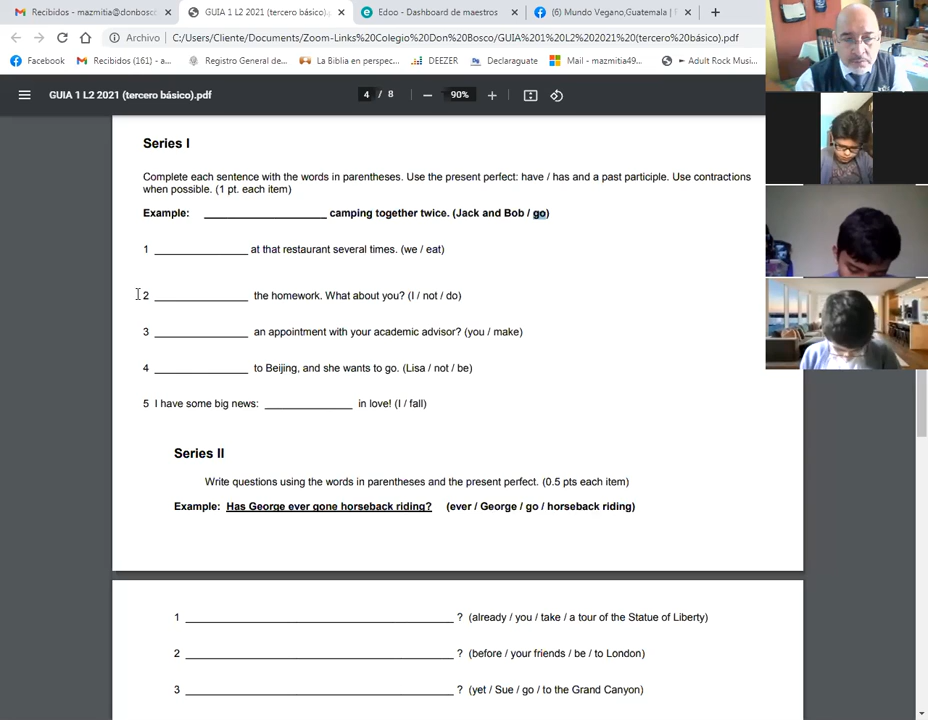 Recibidos - mazmitia@donbosco
GUIA 1 L2 2021 (tercero básico).
Edoo - Dashboard de maestros
(6) Mundo Vegano,Guatemala |
Archivo | C:/Users/Cliente/Documents/Zoom-Links%20Colegio%20Don%20Bosco/GUIA%201%20L2%202021%20(tercero%20básico).pdf
Facebook
Recibidos (161) - a...
Registro General de...
La Biblia en perspec...
DEEZER
Declaraguate
Mail - mazmitia49...
► Adult Rock Musi...
GUIA 1 L2 2021 (tercero básico).pdf
4 / 8
90%
Series I
Complete each sentence with the words in parentheses. Use the present perfect: have / has and a past participle. Use contractions
when possible. (1 pt. each item)
Example: ____________________ camping together twice. (Jack and Bob / go)
1 _______________ at that restaurant several times. (we / eat)
2 _______________ the homework. What about you? (I / not / do)
3 _______________ an appointment with your academic advisor? (you / make)
4 _______________ to Beijing, and she wants to go. (Lisa / not / be)
5 I have some big news: ______________ in love! (I / fall)
Series II
Write questions using the words in parentheses and the present perfect. (0.5 pts each item)
Example: Has George ever gone horseback riding? (ever / George / go / horseback riding)
1 ___________________________________________ ? (already / you / take / a tour of the Statue of Liberty)
2 ___________________________________________ ? (before / your friends / be / to London)
3 ___________________________________________ ? (yet / Sue / go / to the Grand Canyon)